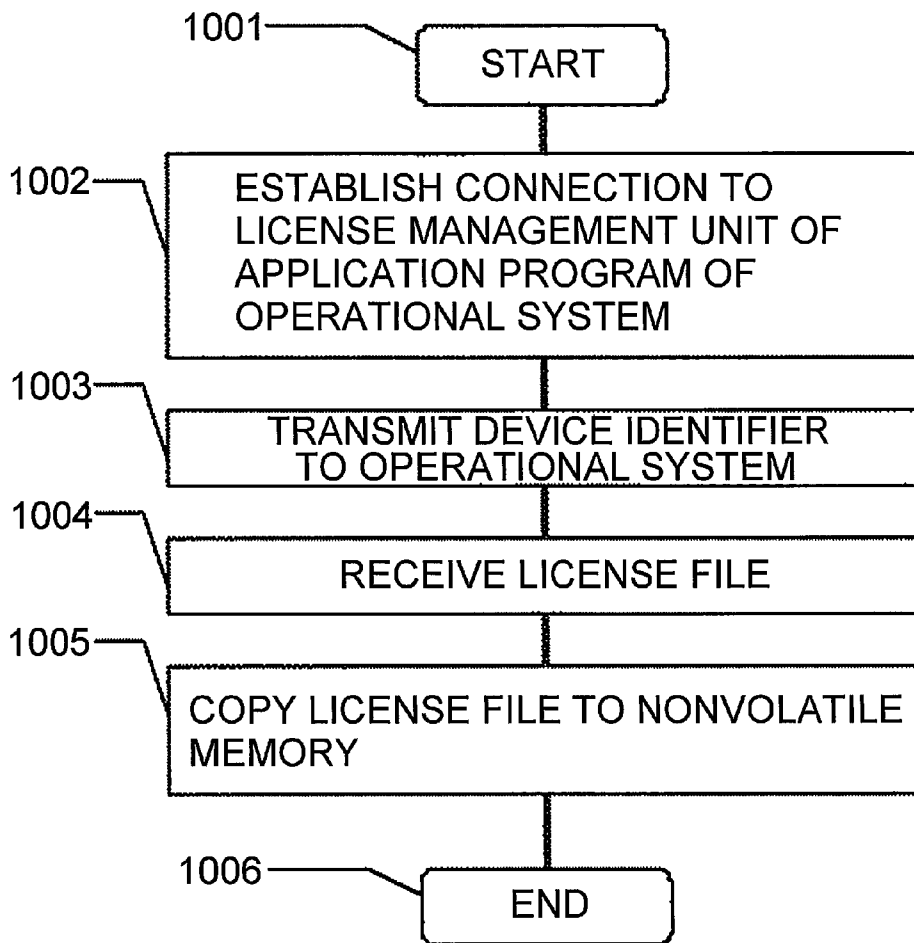 1001
START
1002
ESTABLISH CONNECTION TO
LICENSE MANAGEMENT UNIT OF
APPLICATION PROGRAM OF
OPERATIONAL SYSTEM
1003
TRANSMIT DEVICE IDENTIFIER
TO OPERATIONAL SYSTEM
1004
RECEIVE LICENSE FILE
1005
COPY LICENSE FILE TO NONVOLATILE
MEMORY
1006
END